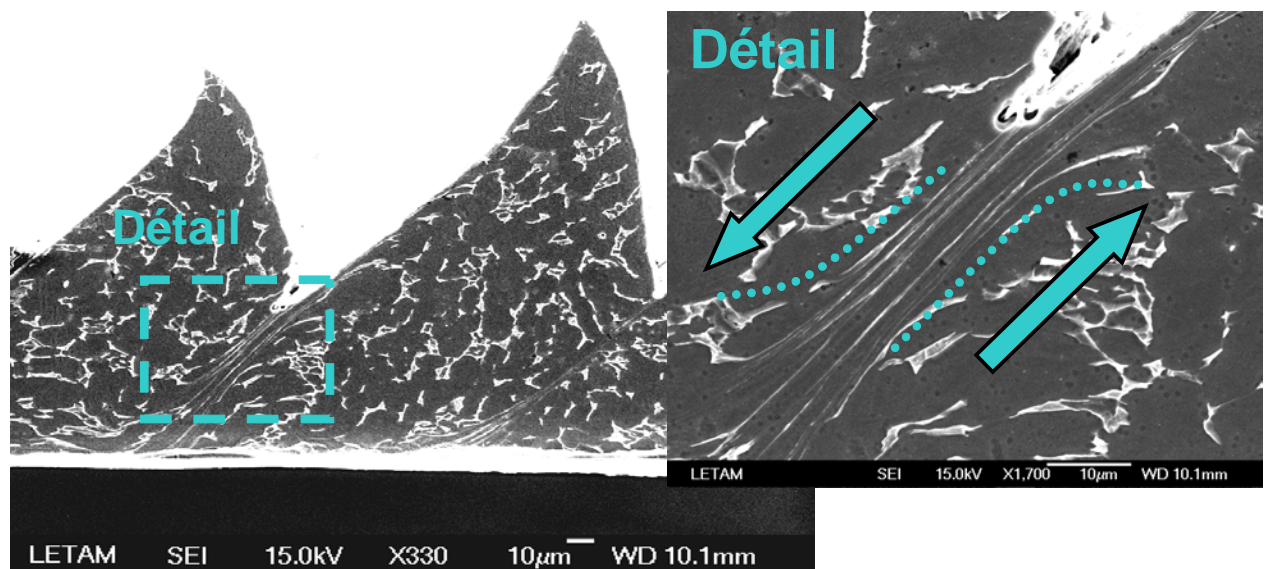 Détail
Détail
LETAM SEI 15.0kV X1,700 10µm WD 10.1mm
LETAM SEI 15.0kV X330 10µm WD 10.1mm